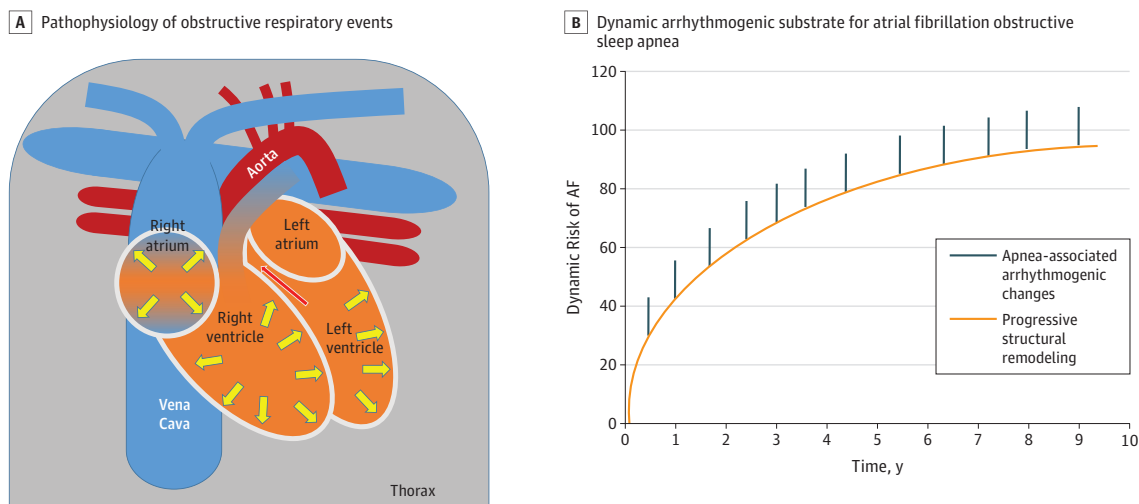 A Pathophysiology of obstructive respiratory events
Aorta
Right
atrium
Left
atrium
Right
ventricle
Left
ventricle
Vena
Cava
Thorax
B Dynamic arrhythmogenic substrate for atrial fibrillation obstructive
sleep apnea
120
100
80
60
40
20
0
Dynamic Risk of AF
Apnea-associated
arrhythmogenic
changes
Progressive
structural
remodeling
0 1 2 3 4 5 6 7 8 9 10
Time, y